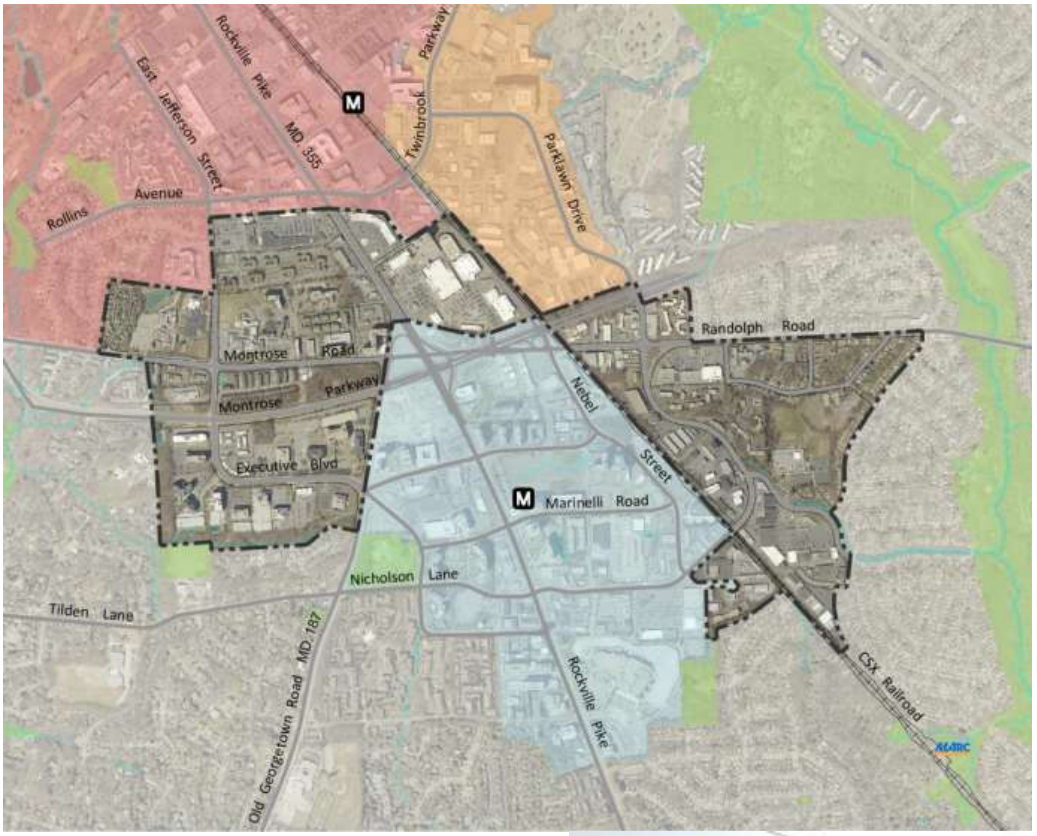 Rockville Pike MD. 355
East Jefferson Street
Twinbrook Parkway
M
Parklawn Drive
Rollins Avenue
Randolph Road
Montrose Road
Montrose Parkway
Nebel Street
Executive Blvd
M
Marinelli Road
Nicholson Lane
Tilden Lane
Old Georgetown Road MD. 187
Rockville Pike
CSX Railroad
MARC